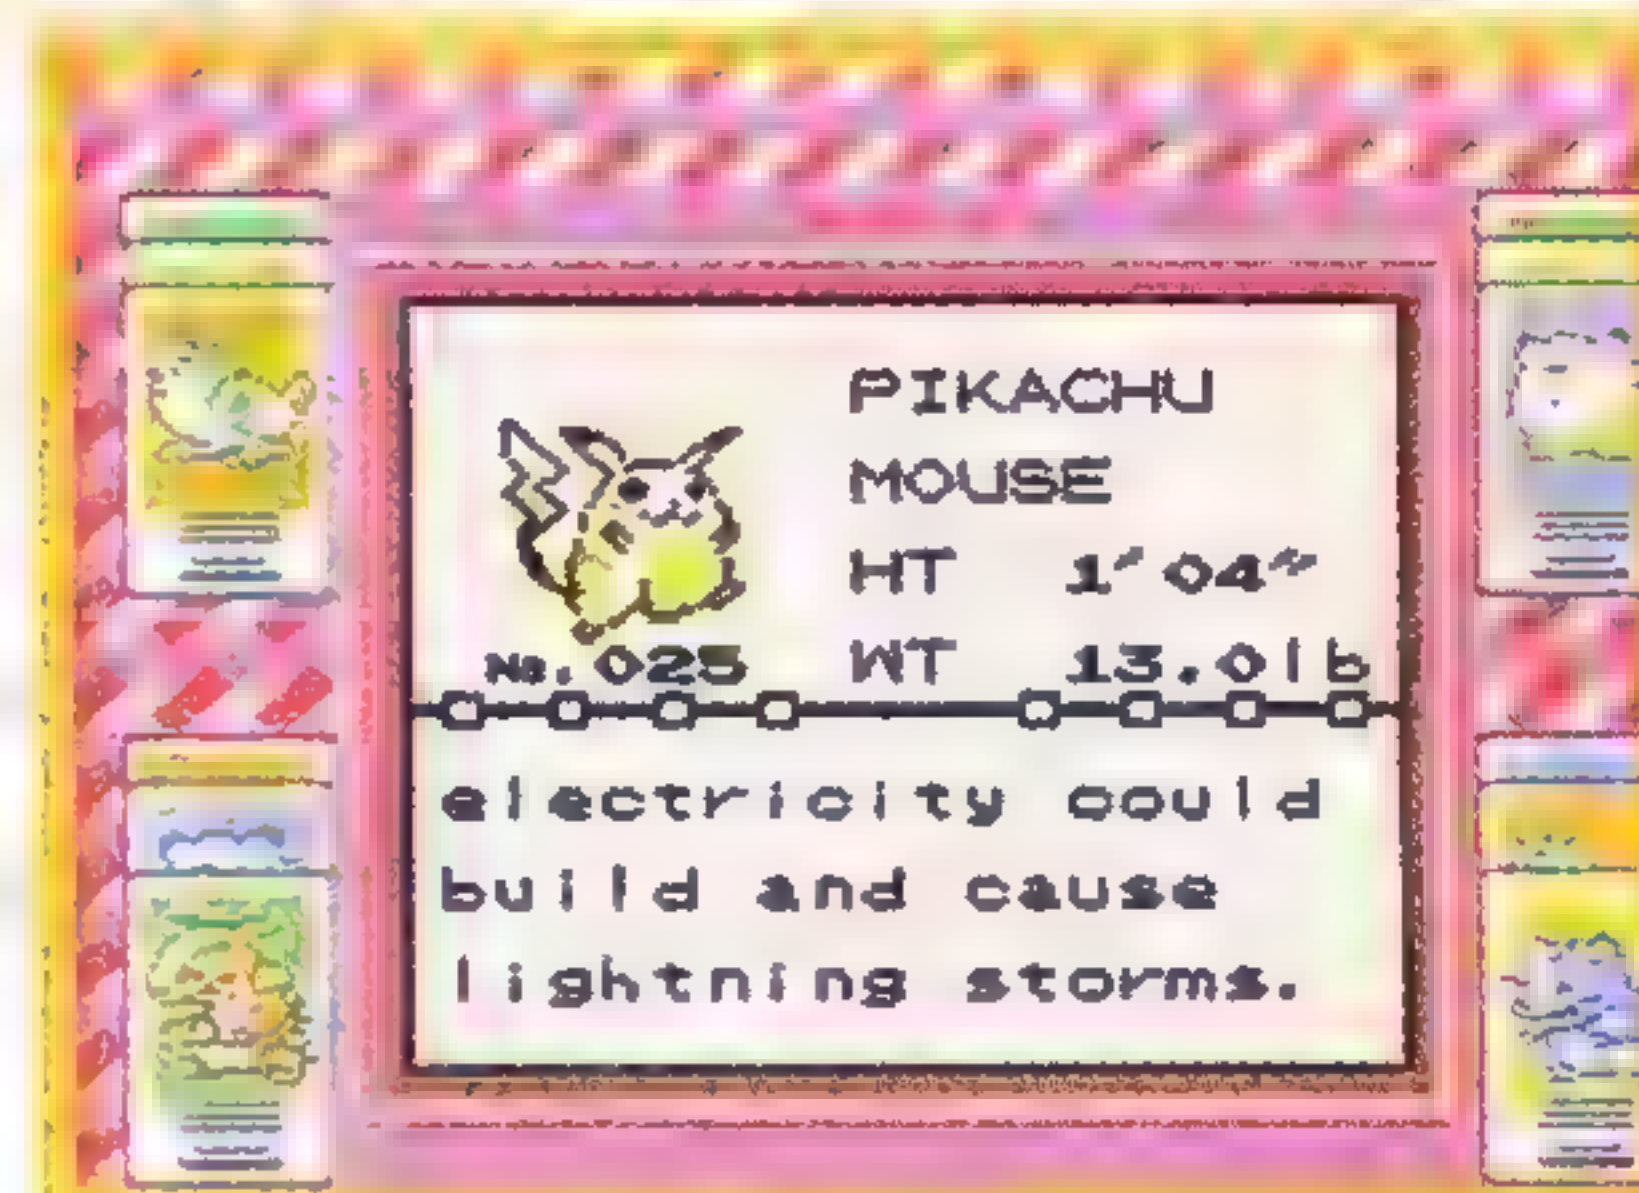 PIKACHU
MOUSE
HT 1′04″
WT 13.0lb
No.025
electricity could
build and cause
lightning storms.